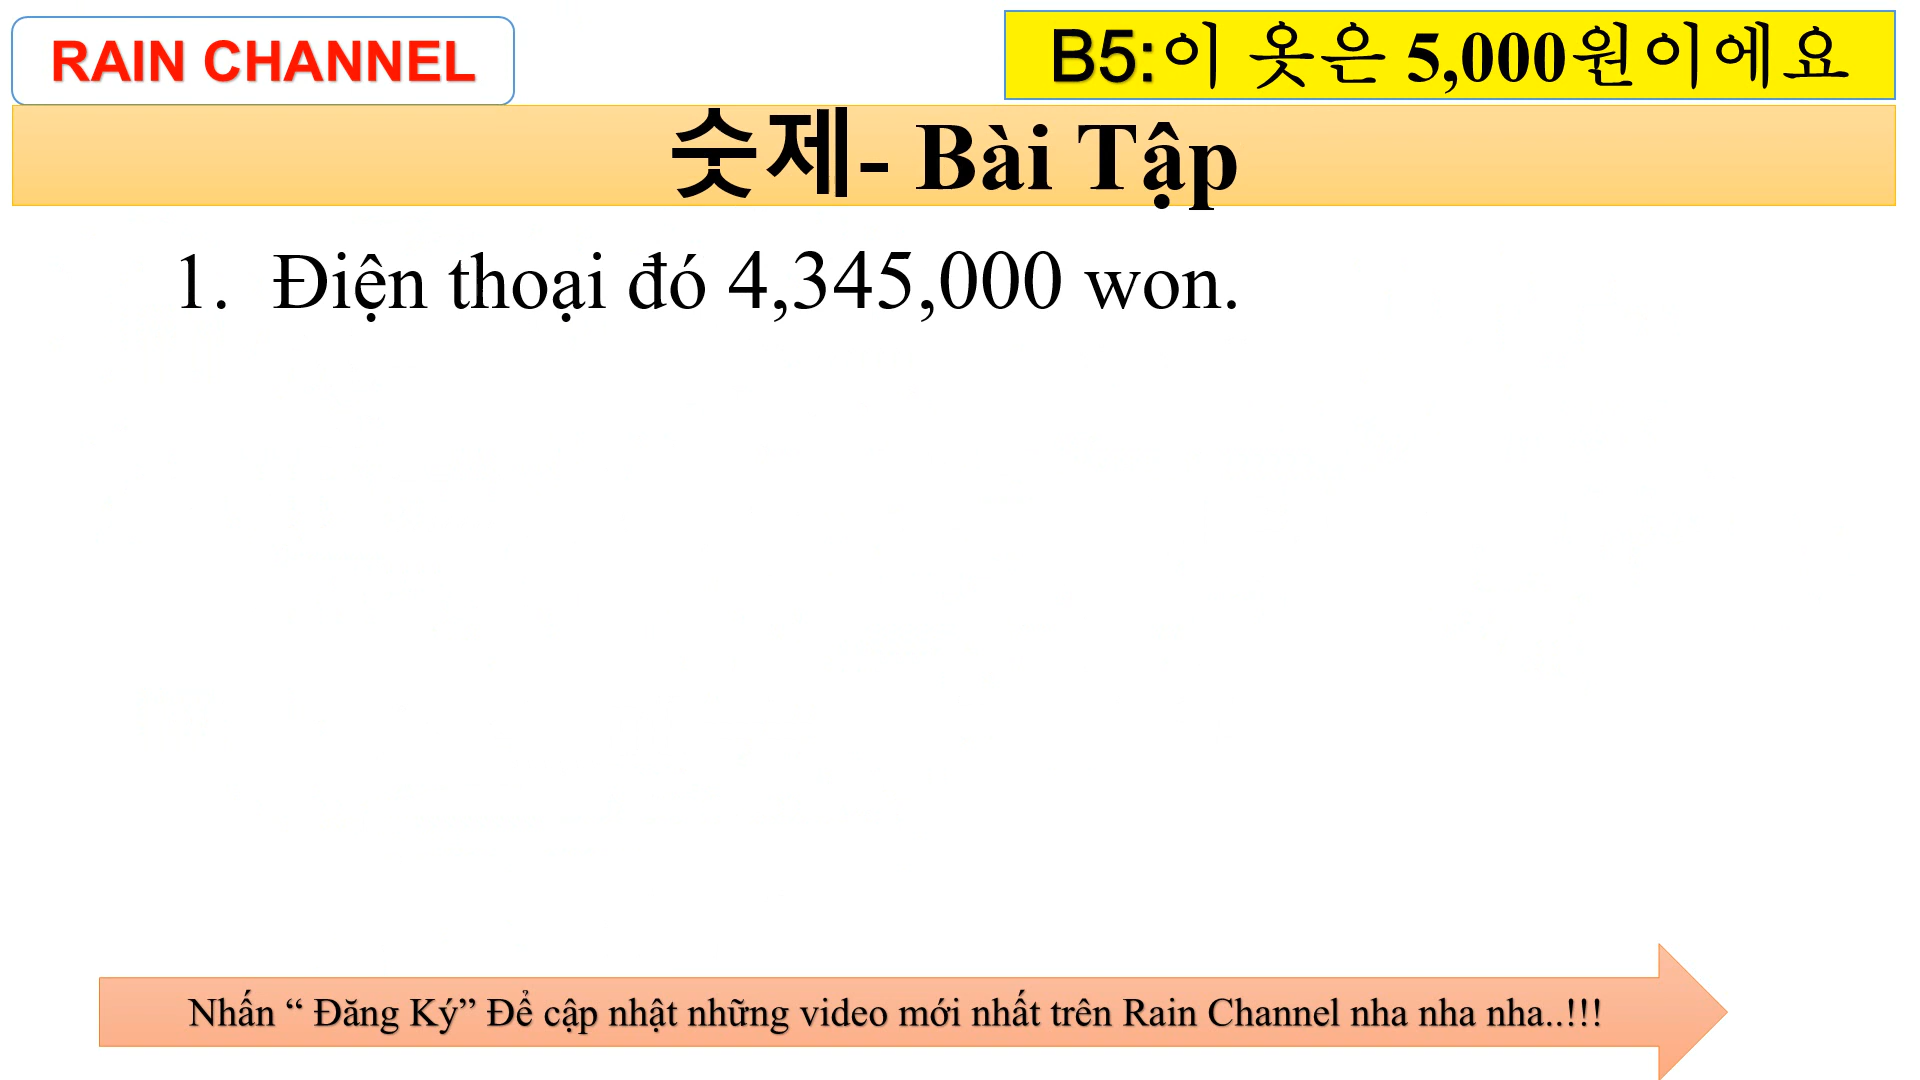 RAIN CHANNEL
B5:이 옷은 5,000원이에요
숫제- Bài Tập
1. Điện thoại đó 4,345,000 won.
Nhấn “ Đăng Ký” Để cập nhật những video mới nhất trên Rain Channel nha nha nha..!!!